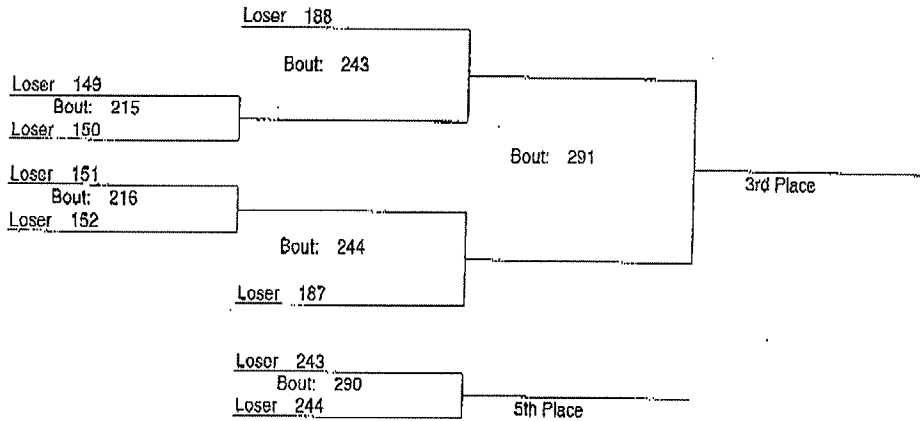 Loser 188
Bout: 243
Loser 149
Bout: 215
Loser 150
Bout: 291
Loser 151
3rd Place
Bout: 216
Loser 152
Bout: 244
Loser 187
Loser 243
Bout: 290
Loser 244
5th Place